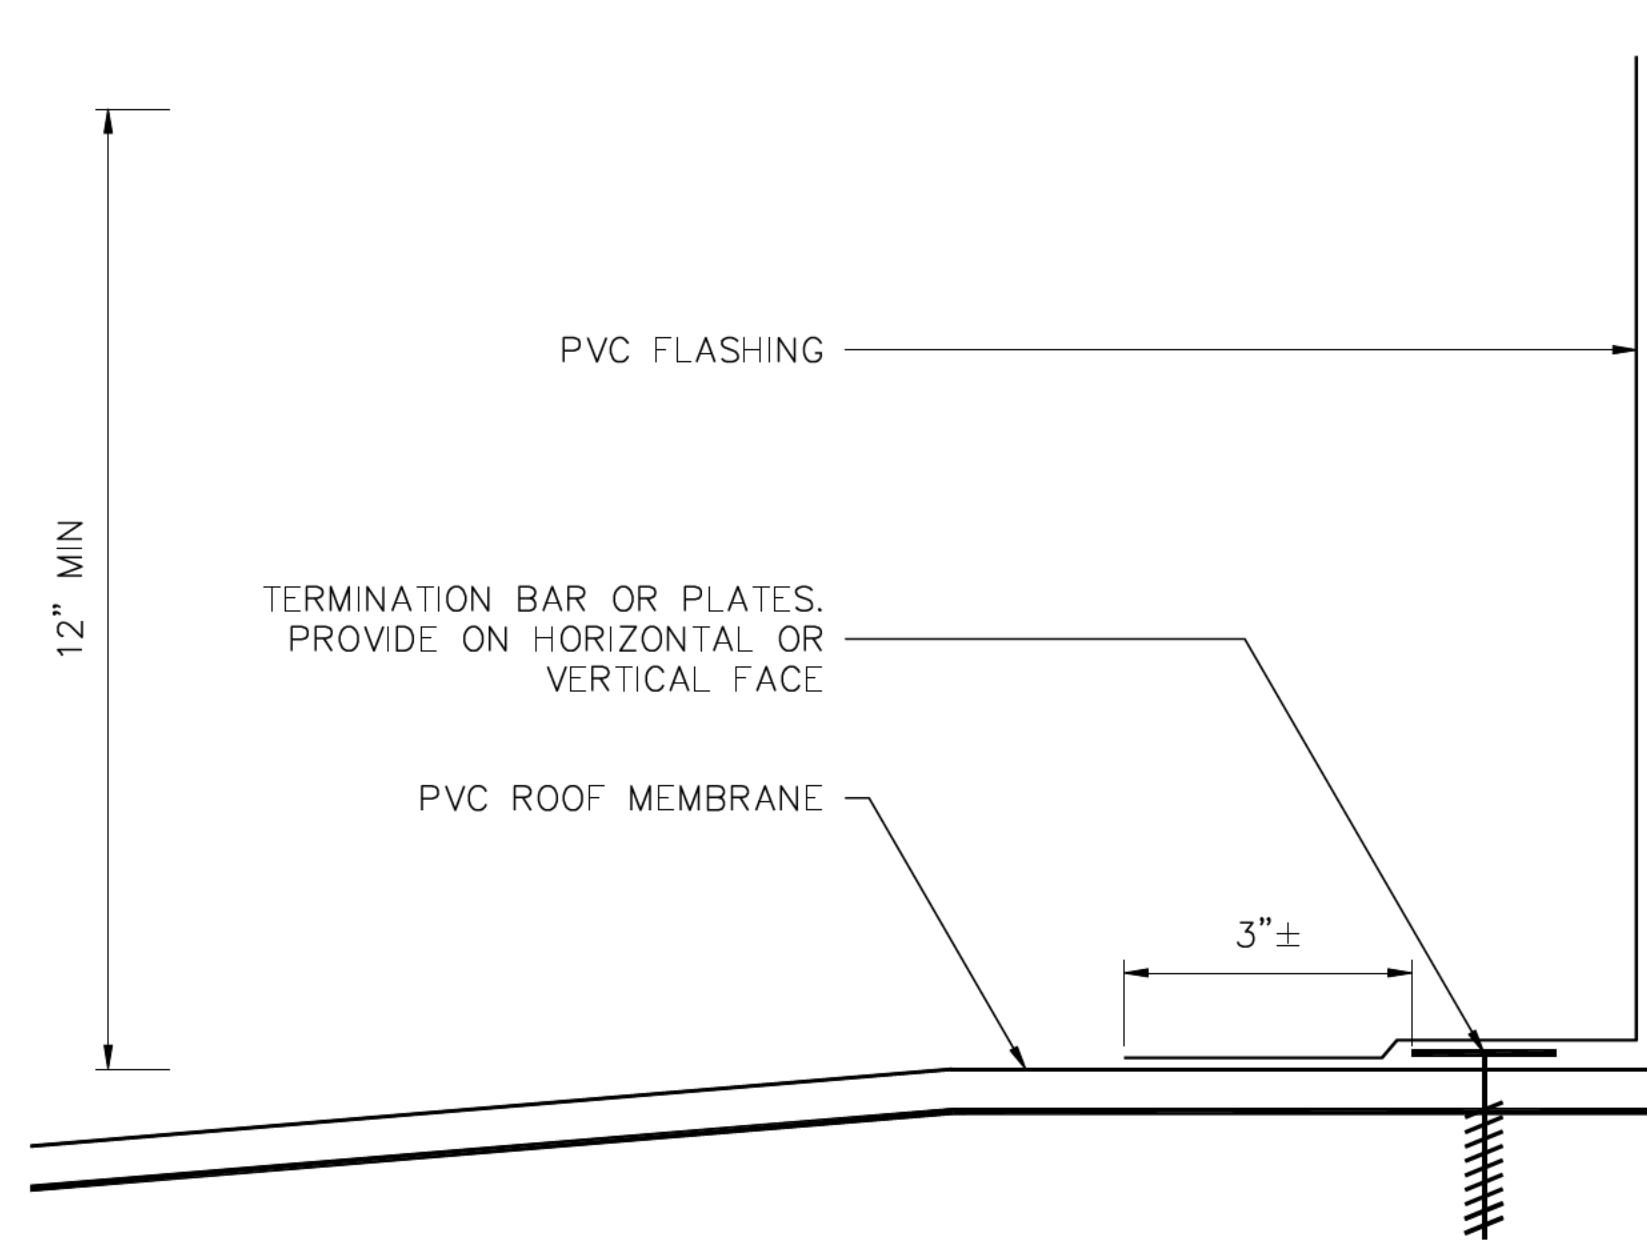 12” MIN
PVC FLASHING
TERMINATION BAR OR PLATES.
PROVIDE ON HORIZONTAL OR
VERTICAL FACE
PVC ROOF MEMBRANE
3”±